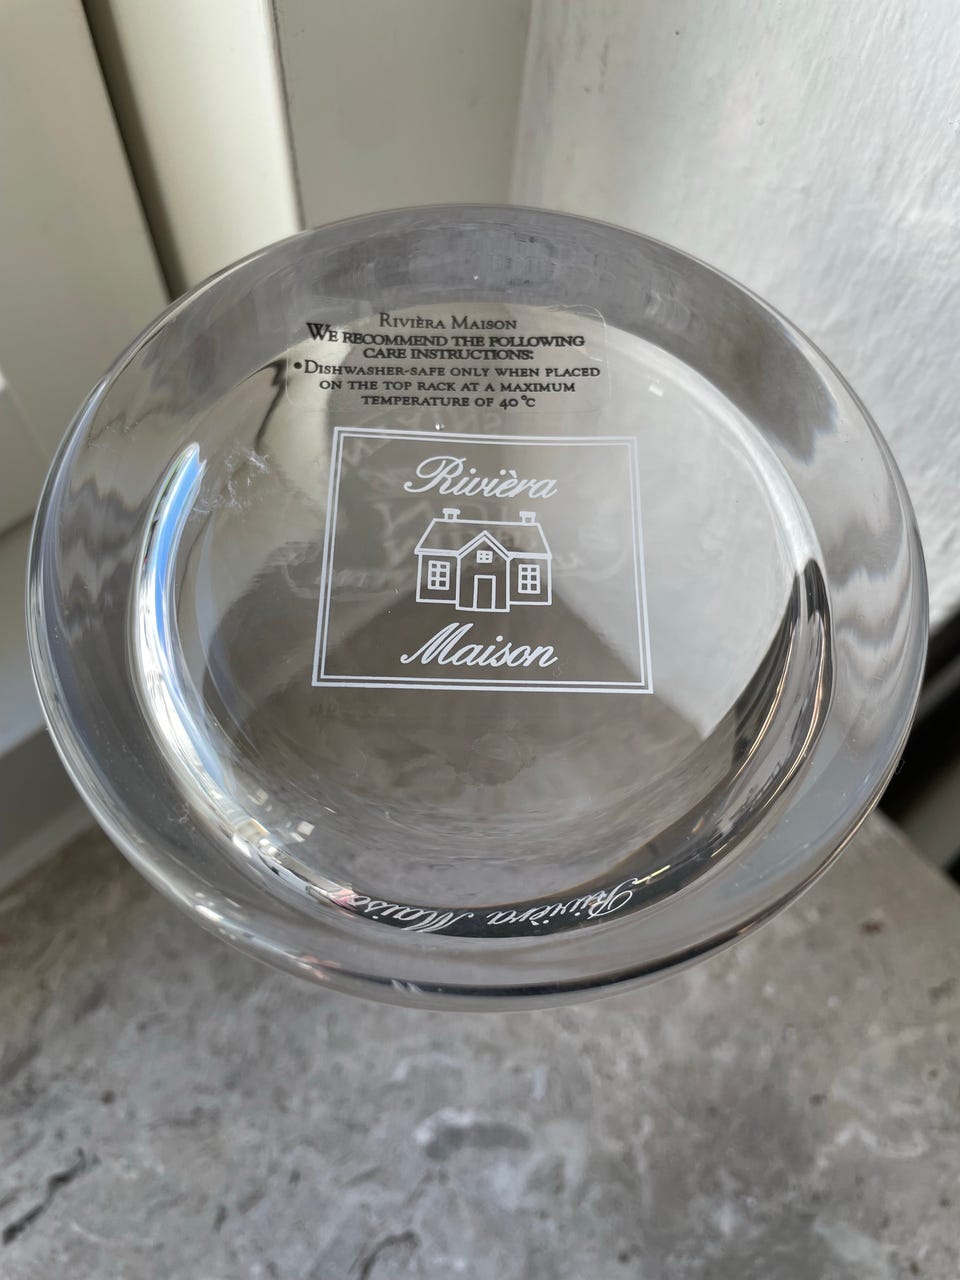 RIVIÈRA MAISON
WE RECOMMEND THE FOLLOWING
CARE INSTRUCTIONS:
•DISHWASHER-SAFE ONLY WHEN PLACED
ON THE TOP RACK AT A MAXIMUM
TEMPERATURE OF 40 °C
Rivièra
Maison
Rivièra Maison